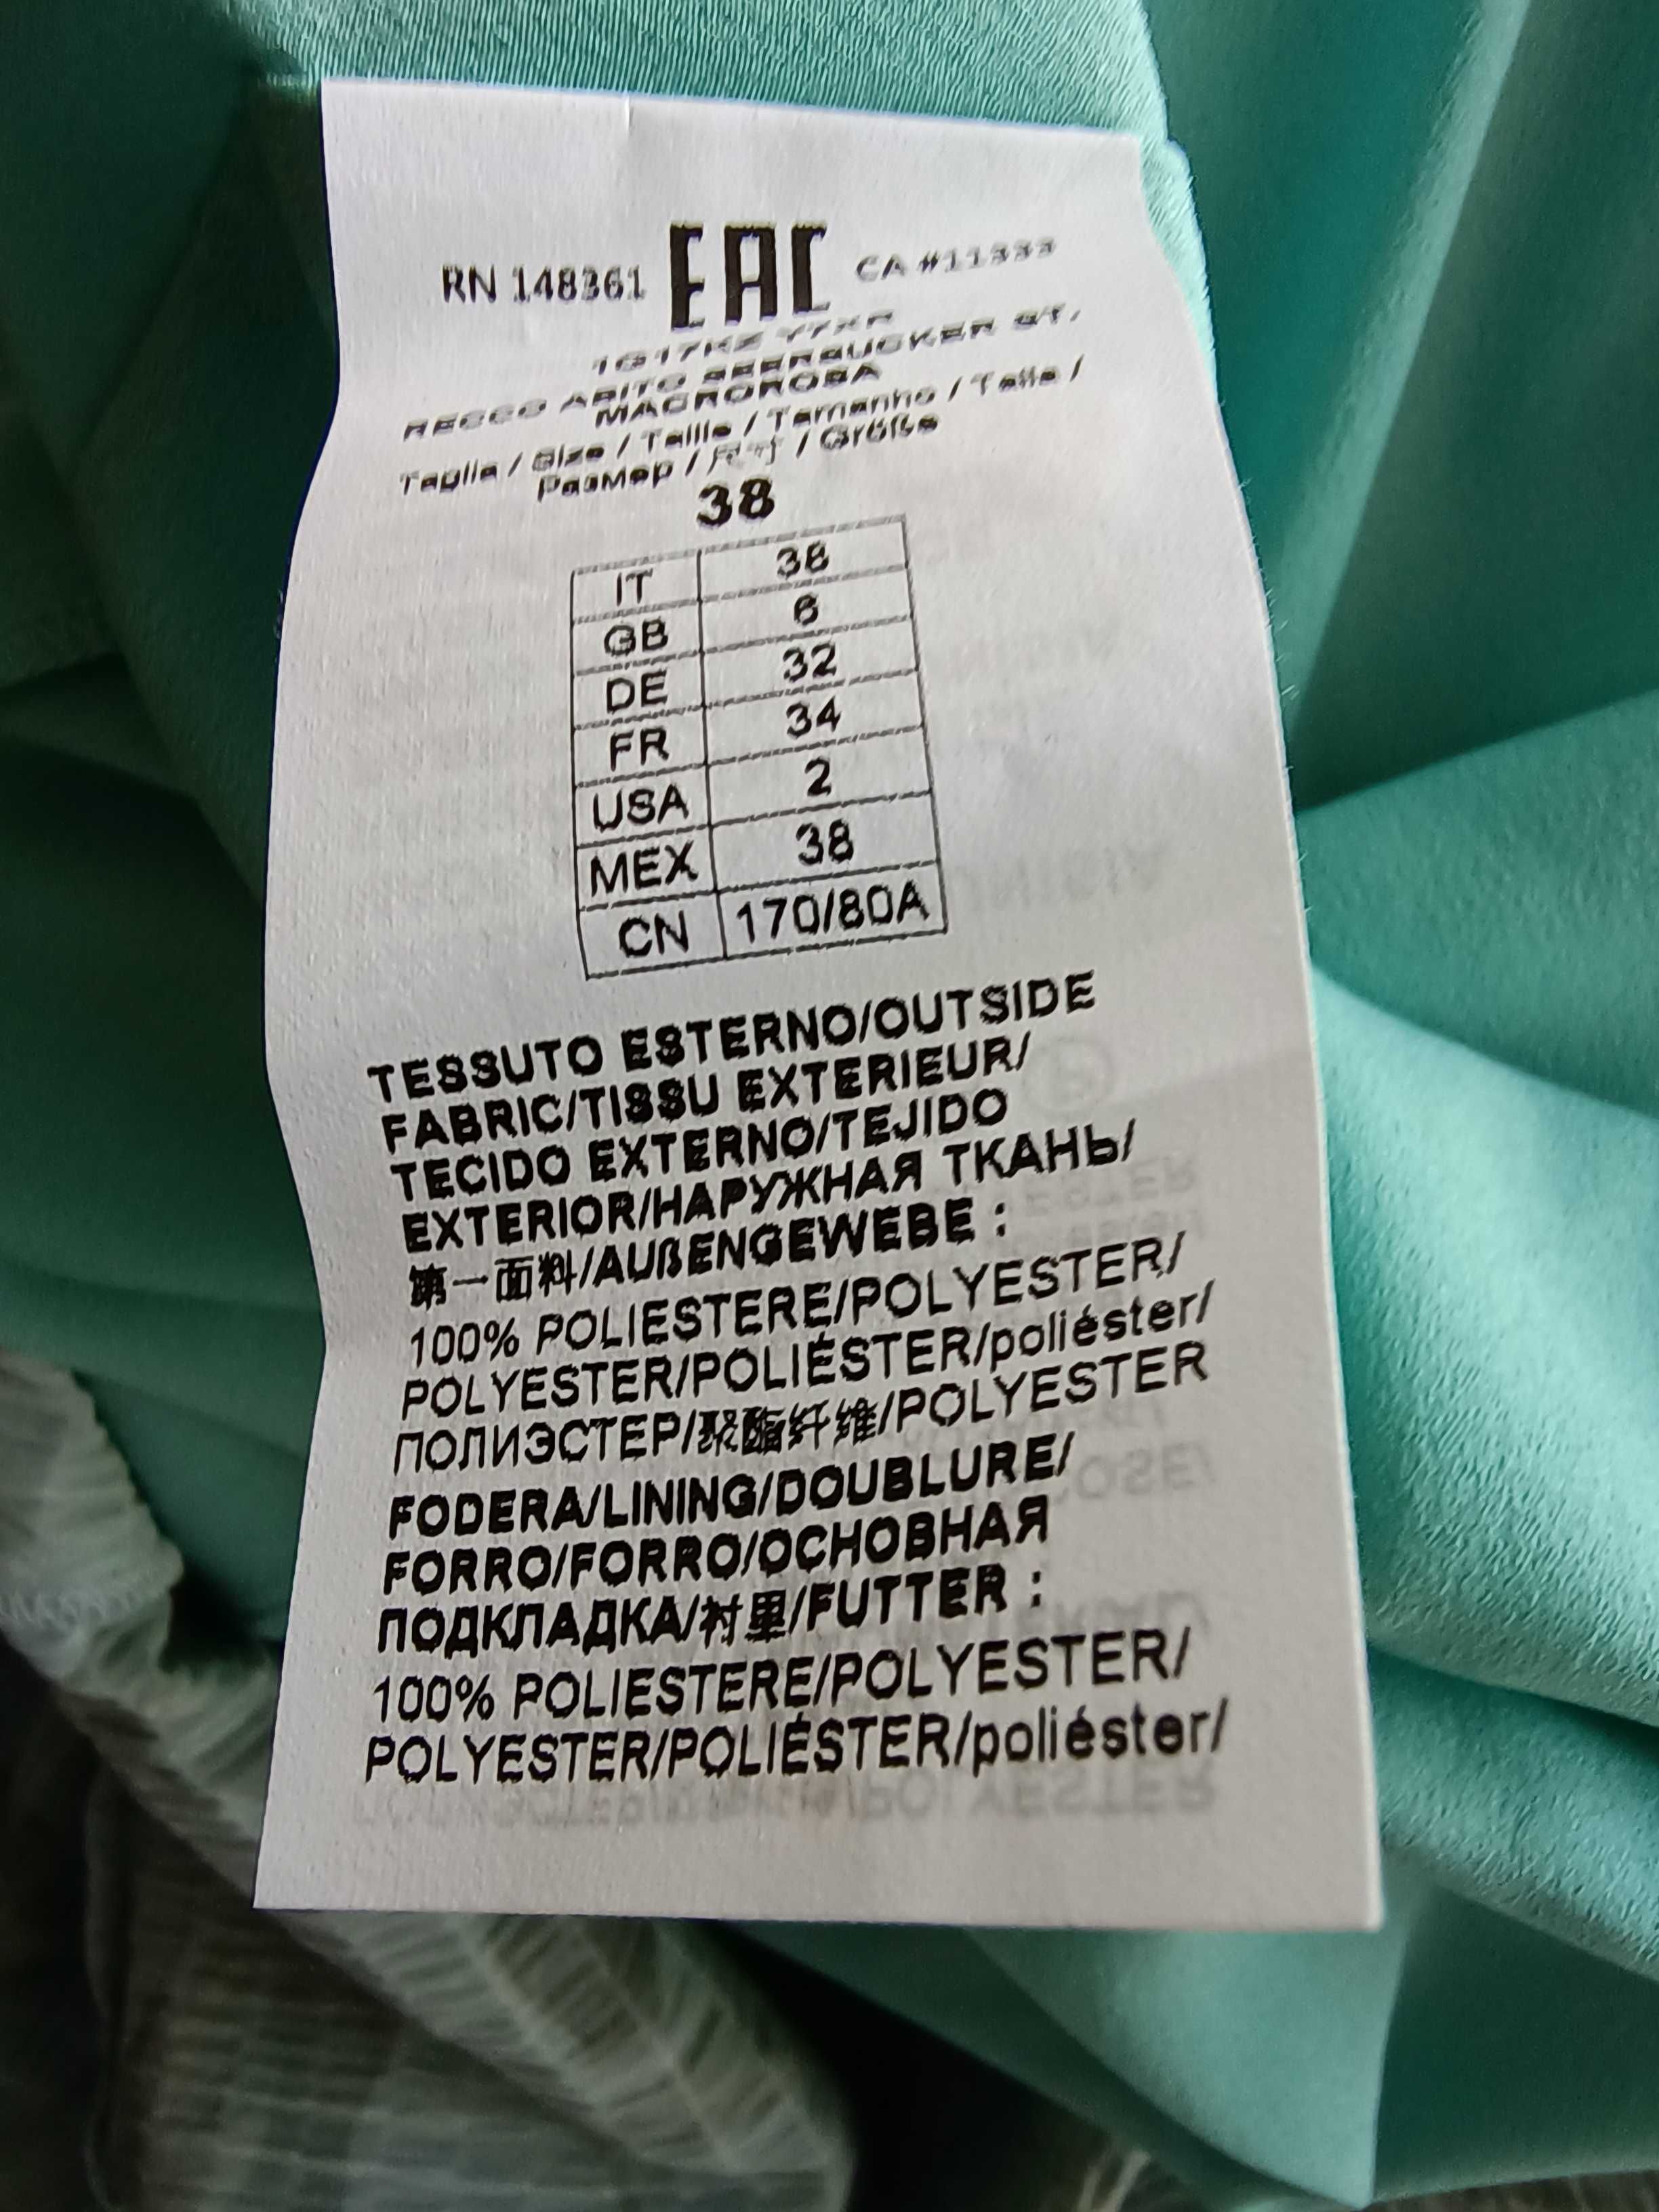 RN 148361 EAC CA #11333
MACROROBA
Taglia / Size / Taille / Tamanho / Talla /
Размер / 尺寸 / Größe
38
IT 38
GB 6
DE 32
FR 34
USA 2
MEX 38
CN 170/80A
TESSUTO ESTERNO/OUTSIDE
FABRIC/TISSU EXTERIEUR/
TECIDO EXTERNO/TEJIDO
EXTERIOR/НАРУЖНАЯ ТКАНЬ/
第一面料/AUßENGEWEBE :
100% POLIESTERE/POLYESTER/
POLYESTER/POLIÉSTER/poliéster/
ПОЛИЭСТЕР/聚酯纤维/POLYESTER
FODERA/LINING/DOUBLURE/
FORRO/FORRO/ОСНОВНАЯ
ПОДКЛАДКА/衬里/FUTTER :
100% POLIESTERE/POLYESTER/
POLYESTER/POLIÉSTER/poliéster/